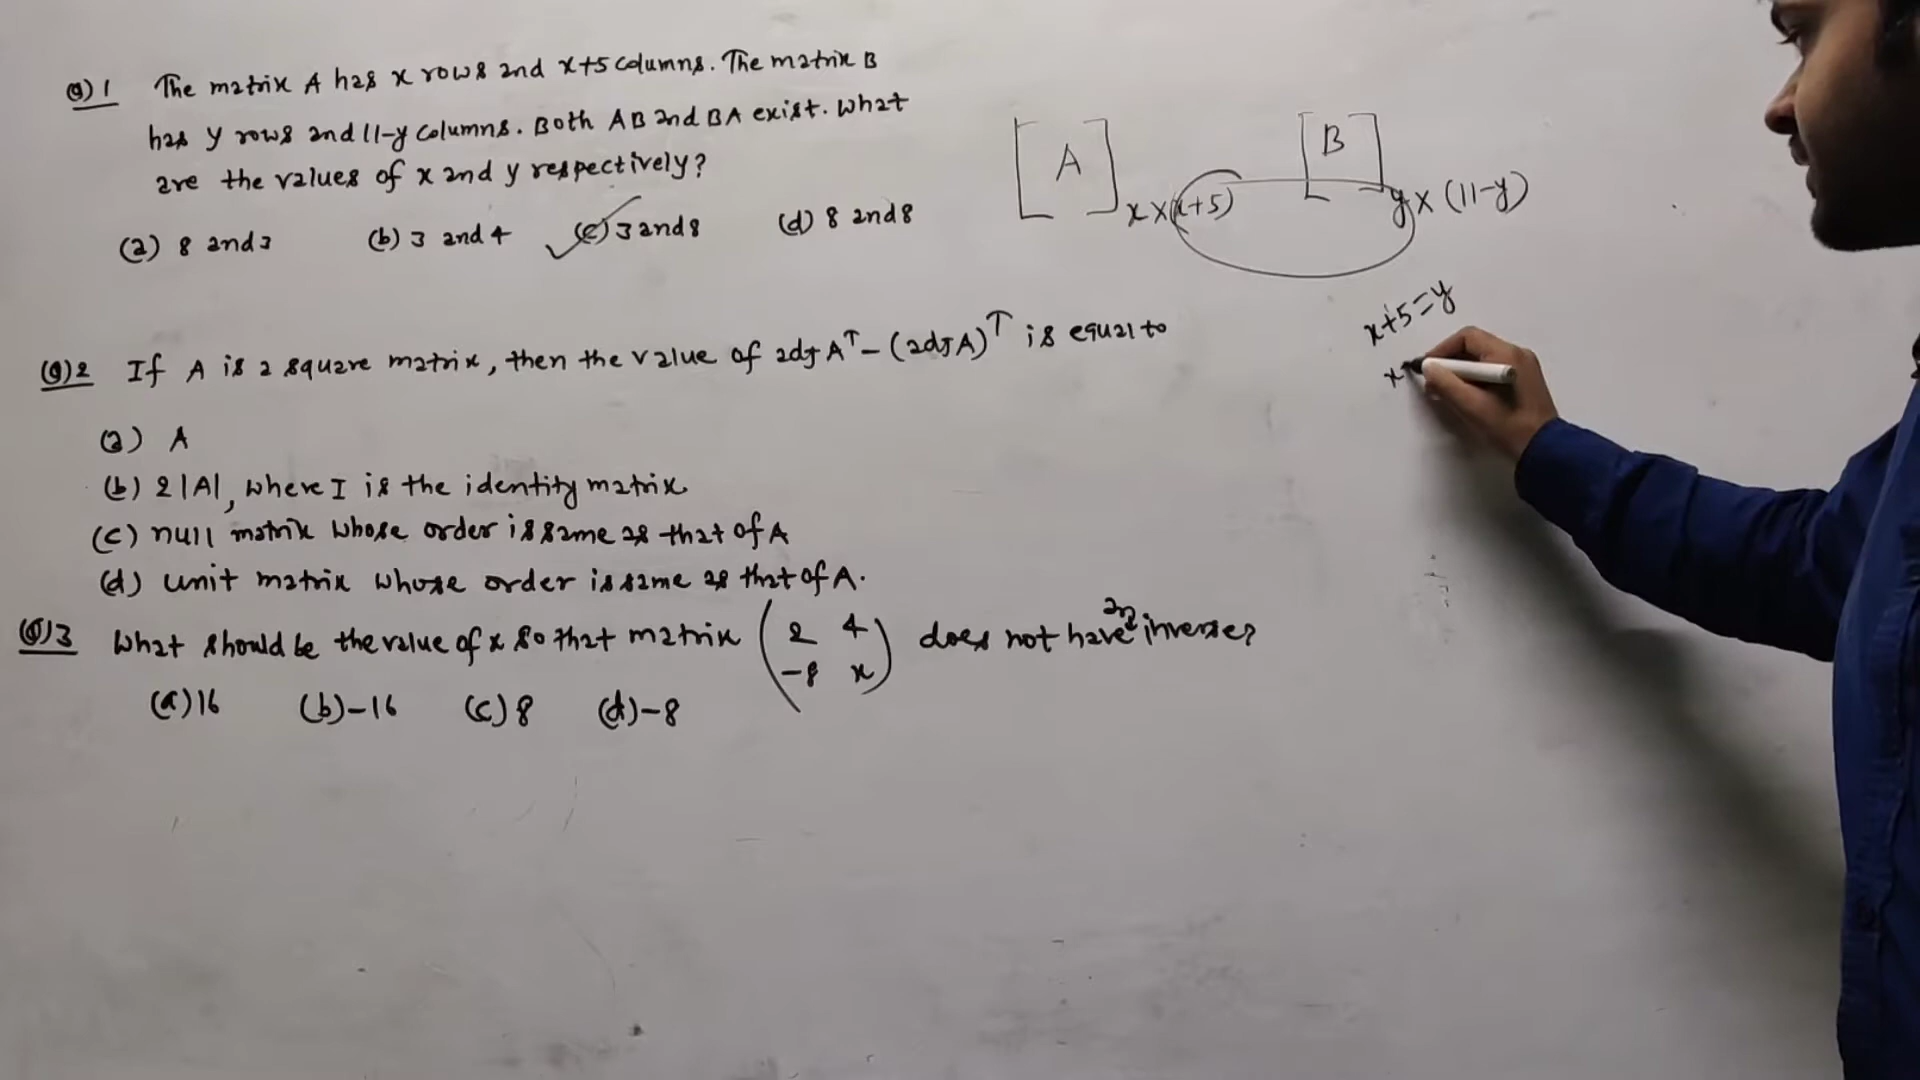 Q)1 The matrix A has x rows and x+5 columns. The matrix B
has y rows and 11-y columns. Both AB and BA exist. What
are the values of x and y respectively?
(a) 8 and 3 (b) 3 and 4 (c) 3 and 8 (d) 8 and 8
[A] x×(x+5) [B] y×(11-y)
x+5=y
x
Q)2 If A is a square matrix, then the value of adj Aᵀ-(adj A)ᵀ is equal to
(a) A
(b) 2|A|, where I is the identity matrix
(c) null matrix whose order is same as that of A
(d) unit matrix whose order is same as that of A.
Q)3 What should be the value of x so that matrix (2 4
-8 x) does not have an inverse?
(a) 16 (b) -16 (c) 8 (d) -8